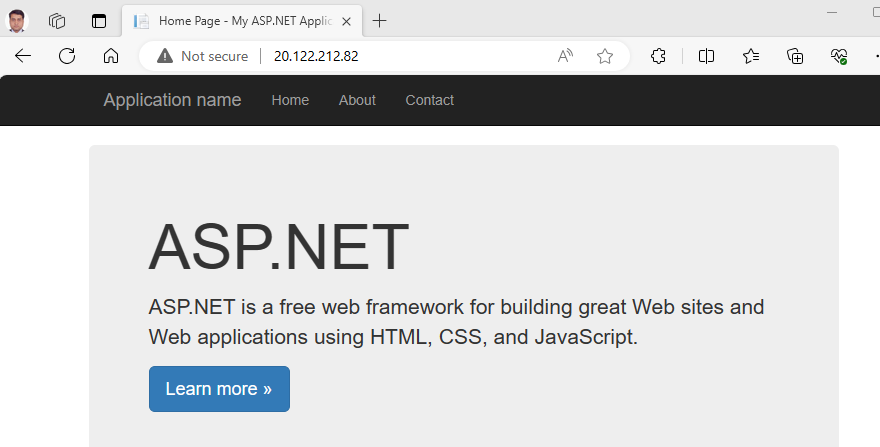 Home Page - My ASP.NET Applic
Not secure
20.122.212.82
Application name
Home
About
Contact
ASP.NET
ASP.NET is a free web framework for building great Web sites and
Web applications using HTML, CSS, and JavaScript.
Learn more »